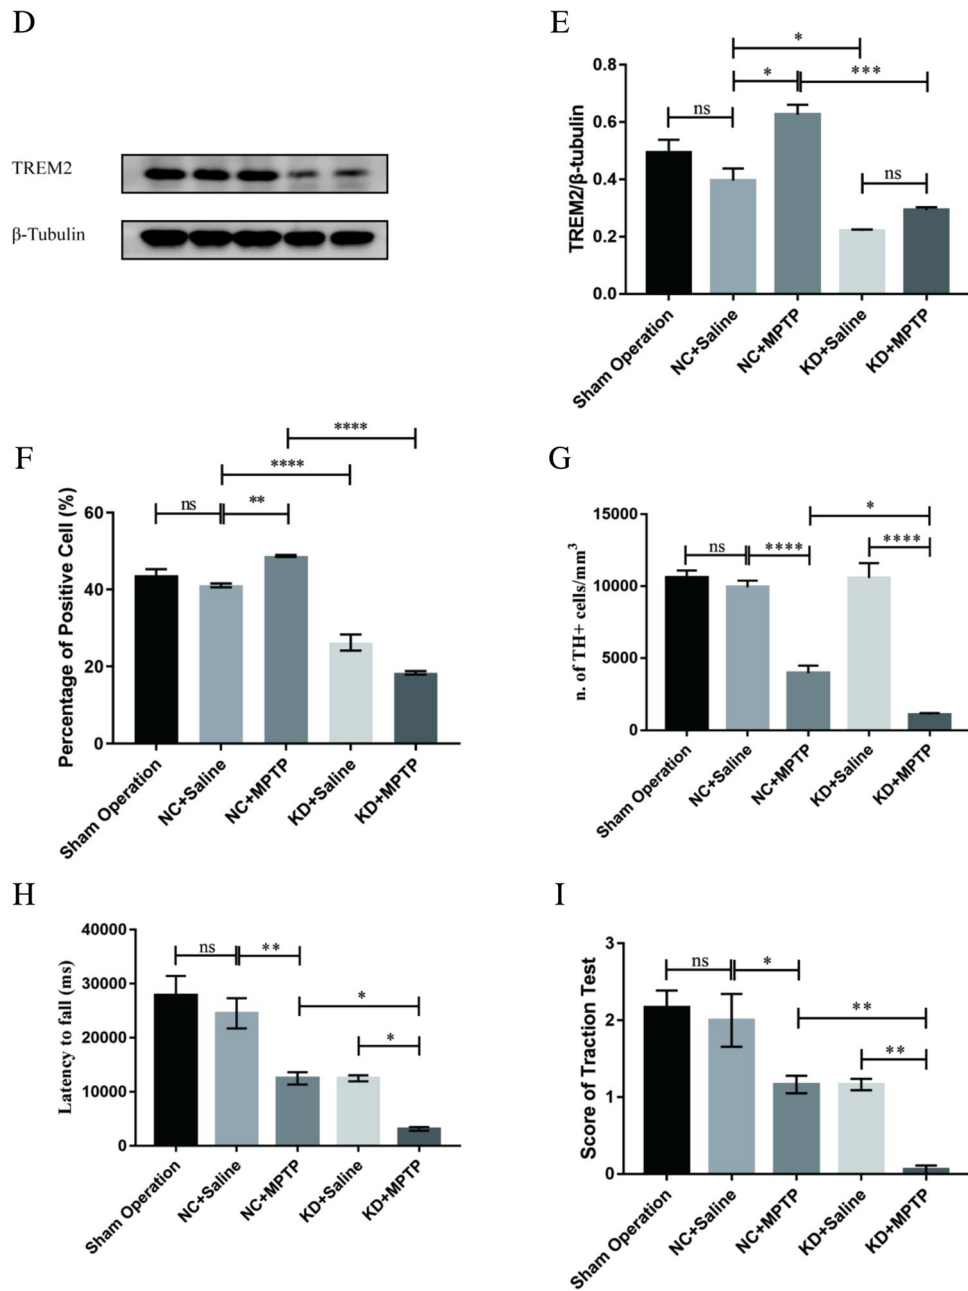 D
TREM2
β-Tubulin
E
*
*
***
ns
ns
TREM2/β-tubulin
0.8
0.6
0.4
0.2
0.0
Sham Operation
NC+Saline
NC+MPTP
KD+Saline
KD+MPTP
F
****
****
ns
**
Percentage of Positive Cell (%)
60
40
20
0
Sham Operation
NC+Saline
NC+MPTP
KD+Saline
KD+MPTP
G
*
ns
****
****
n. of TH+ cells/mm³
15000
10000
5000
0
Sham Operation
NC+Saline
NC+MPTP
KD+Saline
KD+MPTP
H
ns
**
*
*
Latency to fall (ms)
40000
30000
20000
10000
0
Sham Operation
NC+Saline
NC+MPTP
KD+Saline
KD+MPTP
I
ns
*
**
**
Score of Traction Test
3
2
1
0
Sham Operation
NC+Saline
NC+MPTP
KD+Saline
KD+MPTP